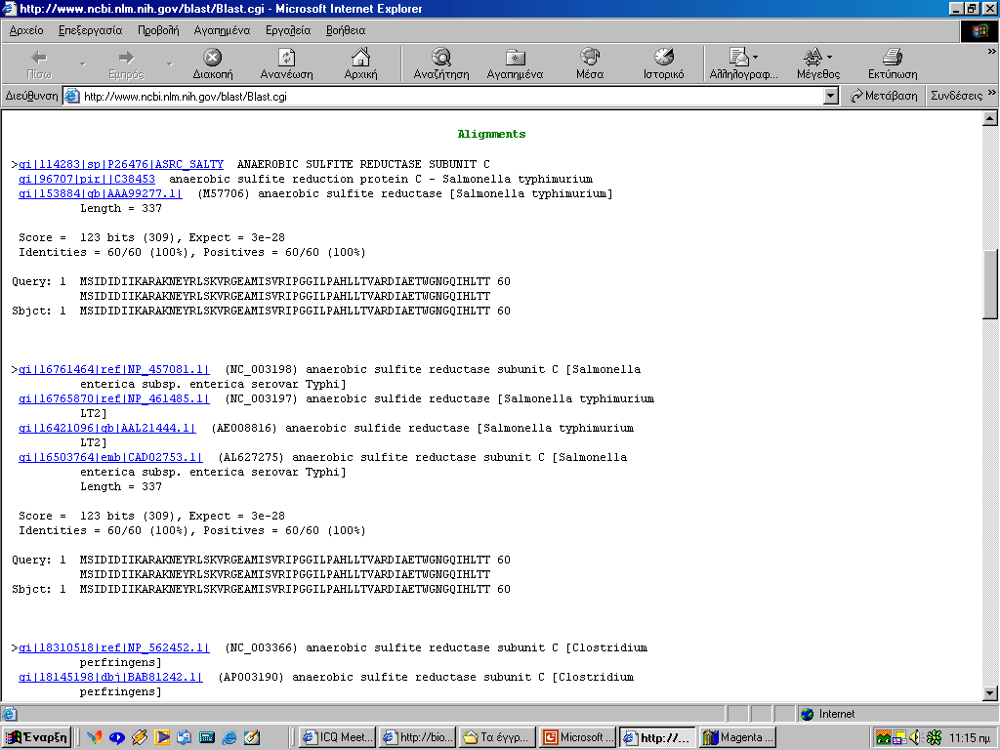 http://www.ncbi.nlm.nih.gov/blast/Blast.cgi - Microsoft Internet Explorer
Αρχείο Επεξεργασία Προβολή Αγαπημένα Εργαλεία Βοήθεια
Πίσω Εμπρός Διακοπή Ανανέωση Αρχική Αναζήτηση Αγαπημένα Μέσα Ιστορικό Αλληλογραφ... Μέγεθος Εκτύπωση »
Διεύθυνση http://www.ncbi.nlm.nih.gov/blast/Blast.cgi Μετάβαση Συνδέσεις »
Alignments
>gi|114283|sp|P26476|ASRC_SALTY ANAEROBIC SULFITE REDUCTASE SUBUNIT C
gi|96707|pir||C38453 anaerobic sulfite reduction protein C - Salmonella typhimurium
gi|153884|gb|AAA99277.1| (M57706) anaerobic sulfite reductase [Salmonella typhimurium]
Length = 337
Score = 123 bits (309), Expect = 3e-28
Identities = 60/60 (100%), Positives = 60/60 (100%)
Query: 1 MSIDIDIIKARAKNEYRLSKVRGEAMISVRIPGGILPAHLLTVARDIAETWGNGQIHLTT 60
MSIDIDIIKARAKNEYRLSKVRGEAMISVRIPGGILPAHLLTVARDIAETWGNGQIHLTT
Sbjct: 1 MSIDIDIIKARAKNEYRLSKVRGEAMISVRIPGGILPAHLLTVARDIAETWGNGQIHLTT 60
>gi|16761464|ref|NP_457081.1| (NC_003198) anaerobic sulfite reductase subunit C [Salmonella
enterica subsp. enterica serovar Typhi]
gi|16765870|ref|NP_461485.1| (NC_003197) anaerobic sulfide reductase [Salmonella typhimurium
LT2]
gi|16421096|gb|AAL21444.1| (AE008816) anaerobic sulfide reductase [Salmonella typhimurium
LT2]
gi|16503764|emb|CAD02753.1| (AL627275) anaerobic sulfite reductase subunit C [Salmonella
enterica subsp. enterica serovar Typhi]
Length = 337
Score = 123 bits (309), Expect = 3e-28
Identities = 60/60 (100%), Positives = 60/60 (100%)
Query: 1 MSIDIDIIKARAKNEYRLSKVRGEAMISVRIPGGILPAHLLTVARDIAETWGNGQIHLTT 60
MSIDIDIIKARAKNEYRLSKVRGEAMISVRIPGGILPAHLLTVARDIAETWGNGQIHLTT
Sbjct: 1 MSIDIDIIKARAKNEYRLSKVRGEAMISVRIPGGILPAHLLTVARDIAETWGNGQIHLTT 60
>gi|18310518|ref|NP_562452.1| (NC_003366) anaerobic sulfite reductase subunit C [Clostridium
perfringens]
gi|18145198|dbj|BAB81242.1| (AP003190) anaerobic sulfite reductase subunit C [Clostridium
perfringens]
Internet
Έναρξη ICQ Meet... http://bio... Τα έγγρ... Microsoft ... http://... Magenta ... 11:15 πμ